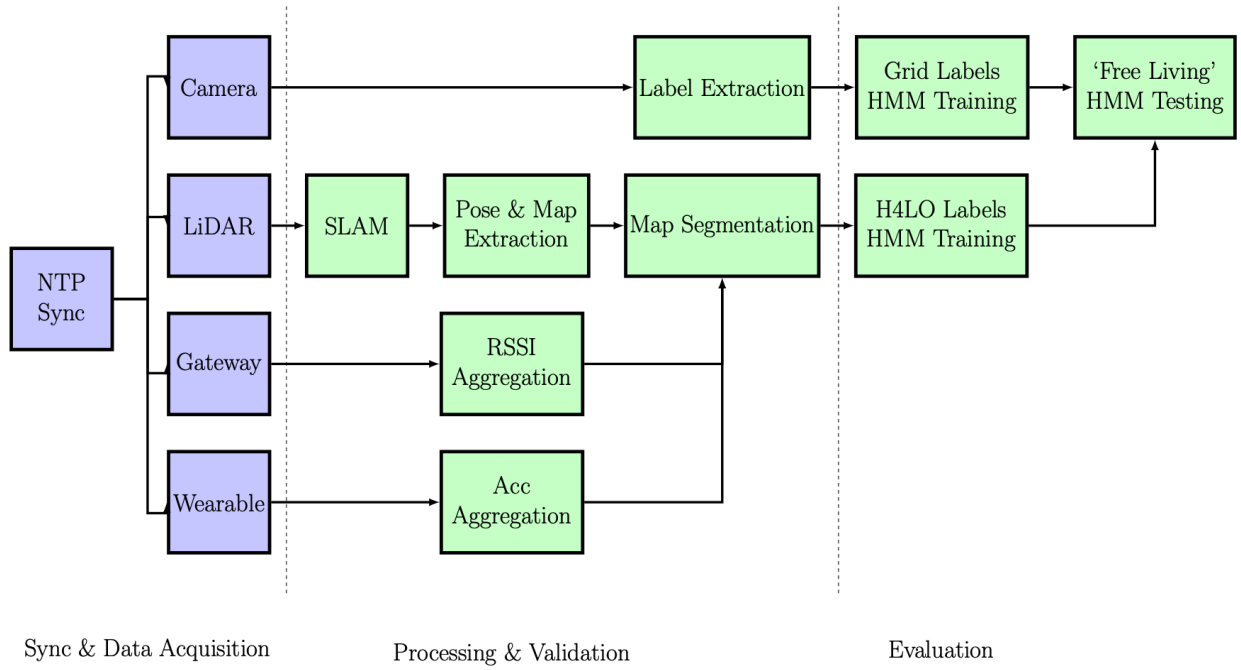 Camera
Label Extraction
Grid Labels
HMM Training
‘Free Living’
HMM Testing
LiDAR
SLAM
Pose & Map
Extraction
Map Segmentation
H4LO Labels
HMM Training
NTP
Sync
Gateway
RSSI
Aggregation
Wearable
Acc
Aggregation
Sync & Data Acquisition
Processing & Validation
Evaluation